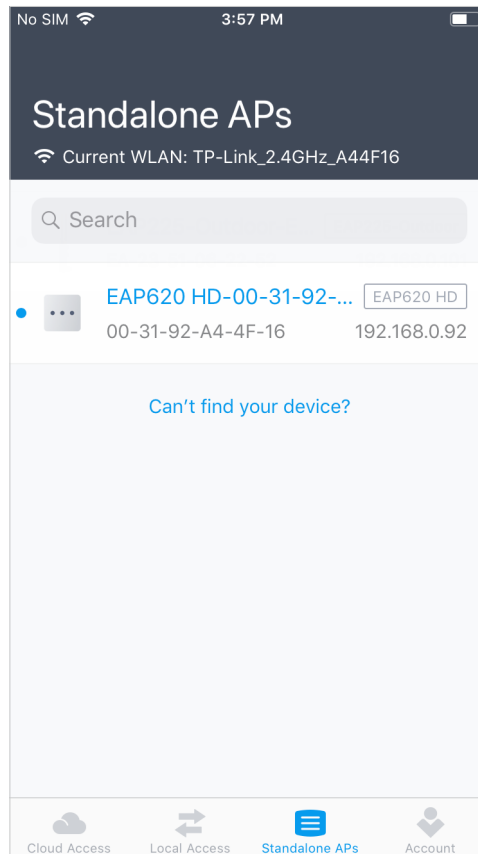 No SIM 3:57 PM
Standalone APs
Current WLAN: TP-Link_2.4GHz_A44F16
Search
EAP620 HD-00-31-92-... EAP620 HD
00-31-92-A4-4F-16 192.168.0.92
Can't find your device?
Cloud Access Local Access Standalone APs Account